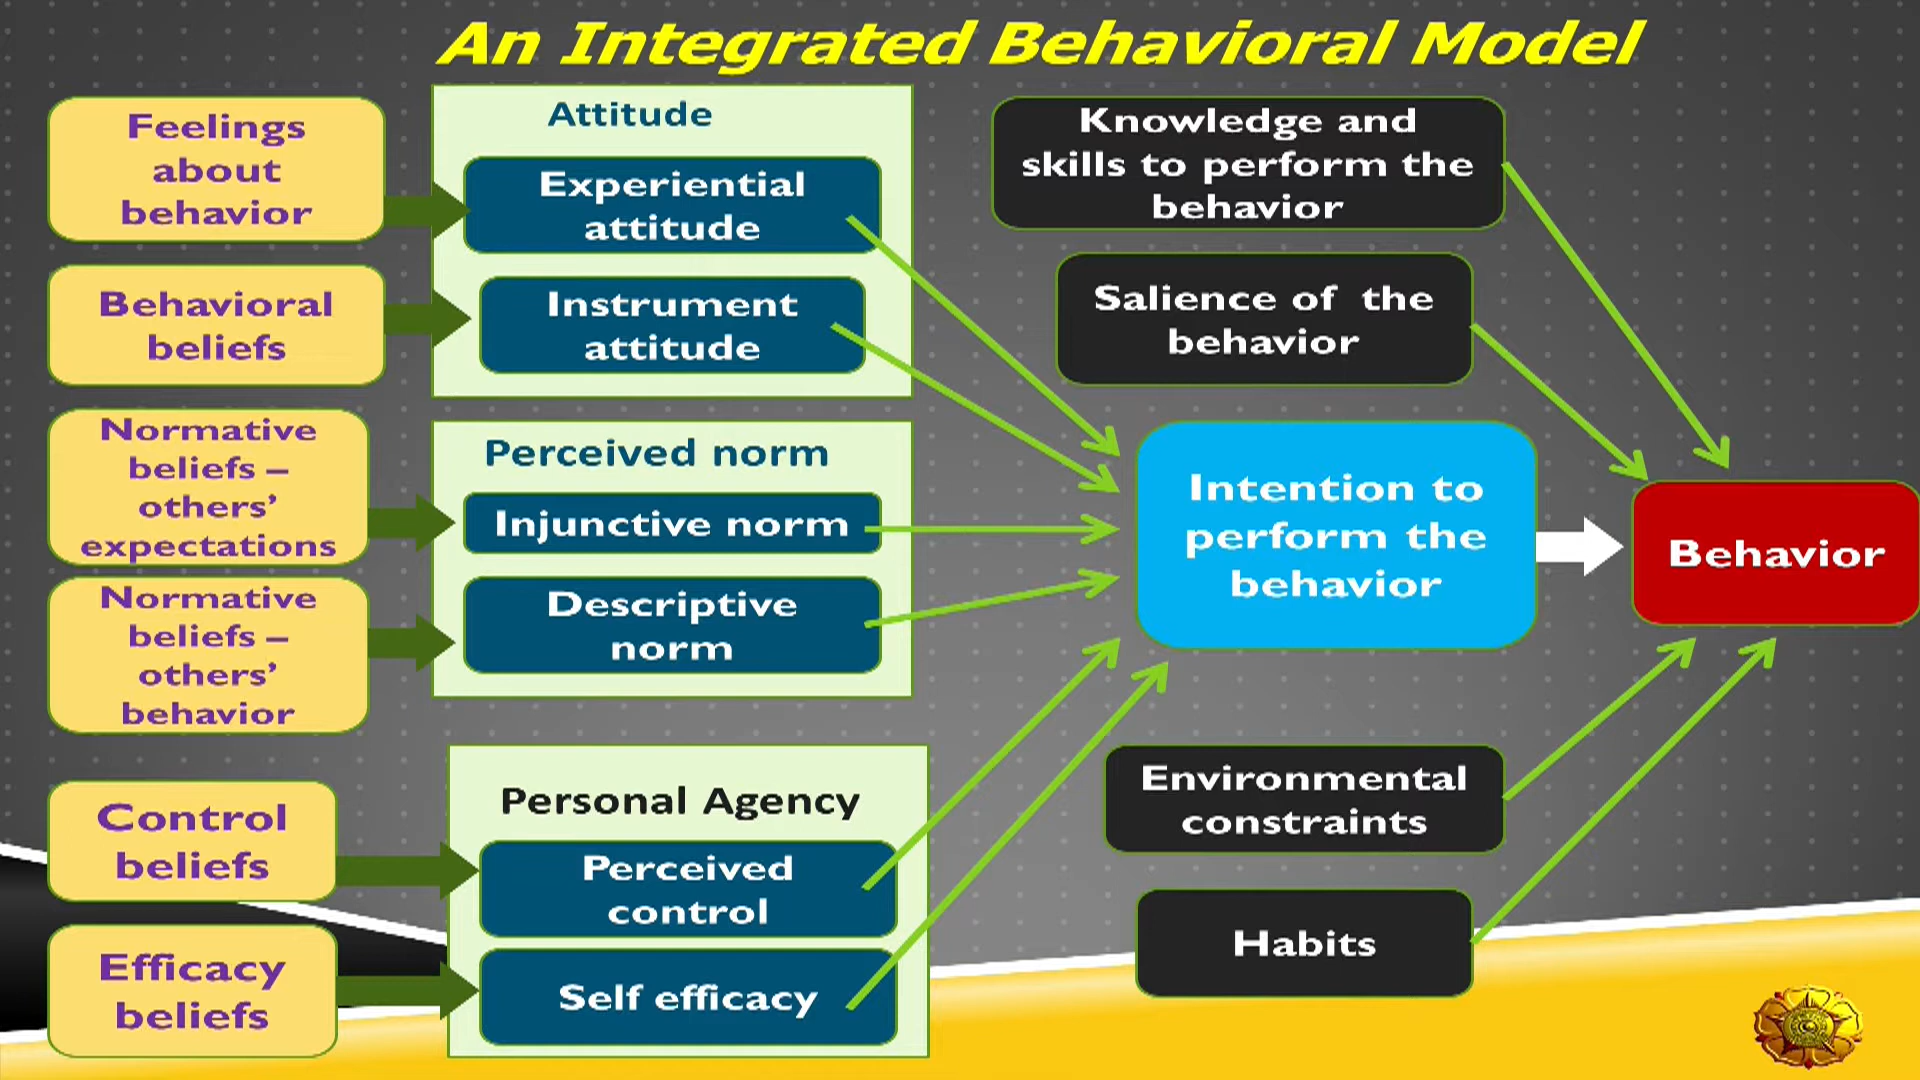 An Integrated Behavioral Model
Feelings
about
behavior
Behavioral
beliefs
Normative
beliefs –
others’
expectations
Normative
beliefs –
others’
behavior
Control
beliefs
Efficacy
beliefs
Attitude
Experiential
attitude
Instrument
attitude
Perceived norm
Injunctive norm
Descriptive
norm
Personal Agency
Perceived
control
Self efficacy
Knowledge and
skills to perform the
behavior
Salience of the
behavior
Intention to
perform the
behavior
Behavior
Environmental
constraints
Habits